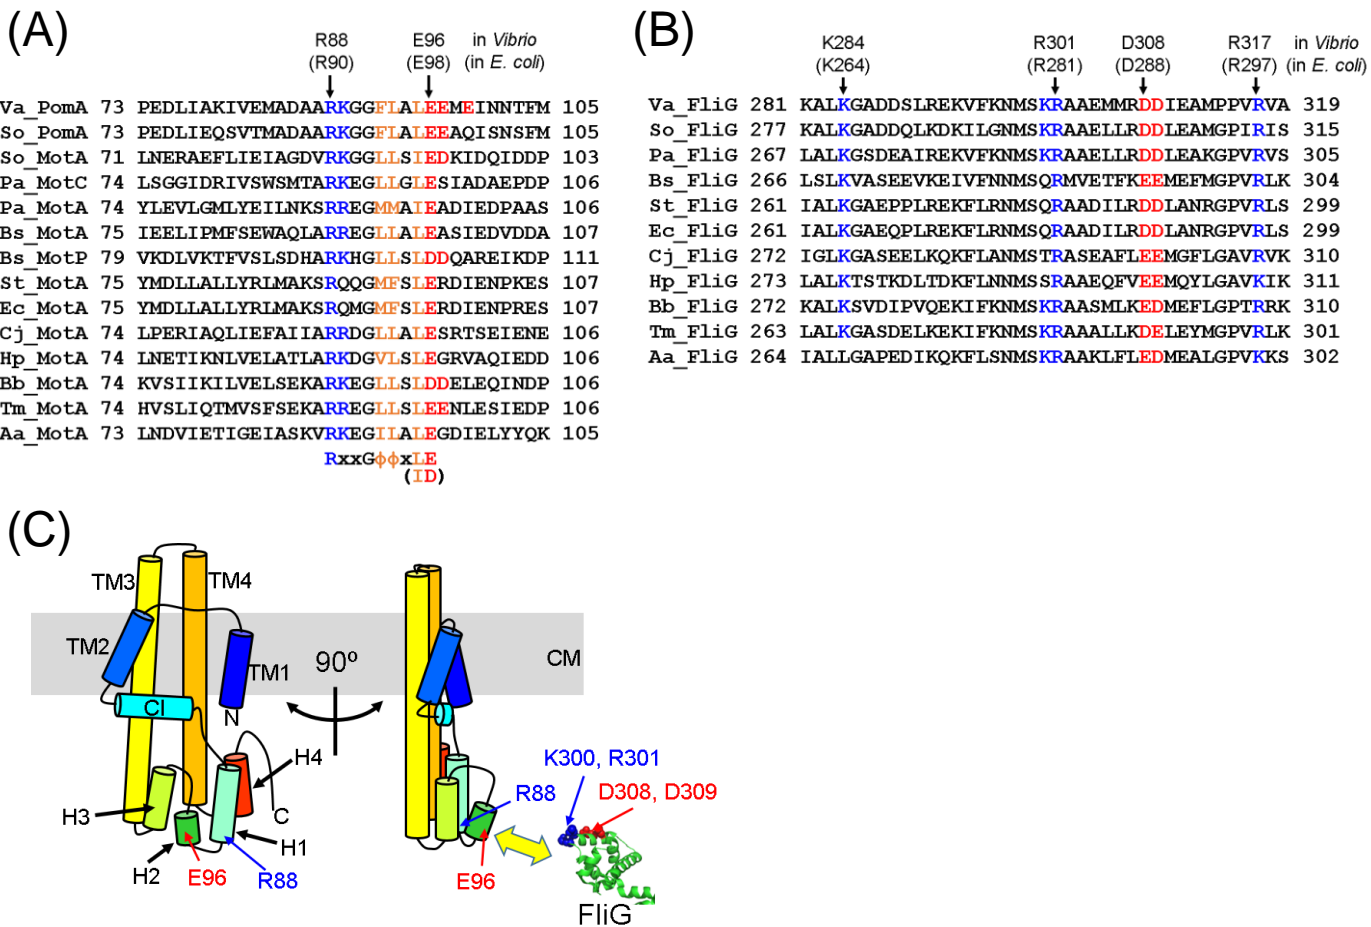 (A)
R88 E96 in Vibrio
(R90) (E98) (in E. coli)
Va_PomA 73 PEDLIAKIVEMADAARKGGFLALEEMEINNTFM 105
So_PomA 73 PEDLIEQSVTMADAARKGGFLALEEAQISNSFM 105
So_MotA 71 LNERAEFLIEIAGDVRKGGLLSIEDKIDQIDDP 103
Pa_MotC 74 LSGGIDRIVSWSMTARKEGLLGLESIADAEPDP 106
Pa_MotA 74 YLEVLGMLYEILNKSRREGMMAIEADIEDPAAS 106
Bs_MotA 75 IEELIPMFSEWAQLARREGLLSLEASIEDVDDA 107
Bs_MotP 79 VKDLVKTFVSLSDHARKHGLLSLDDQAREIKDP 111
St_MotA 75 YMDLLALLYRLMAKSRQQGMFSLERDIENPKES 107
Ec_MotA 75 YMDLLALLYRLMAKSRQMGMFSLERDIENPRES 107
Cj_MotA 74 LPERIAQLIEFAIIARRDGLLALESRTSEIENE 106
Hp_MotA 74 LNETIKNLVELATLARKDGVLSLEGRVAQIEDD 106
Bb_MotA 74 KVSIIKILVELSEKARKEGLLSLDDELEQINDP 106
Tm_MotA 74 HVSLIQTMVSFSEKARREGLLSLEENLESIEDP 106
Aa_MotA 73 LNDVIETIGEIASKVRKEGILALEGDIELYYQK 105
RxxGϕϕxLE
(ID)
(B)
K284 R301 D308 R317 in Vibrio
(K264) (R281) (D288) (R297) (in E. coli)
Va_FliG 281 KALKGADDSLREKVFKNMSKRAAEMMRDDIEAMPPVRVA 319
So_FliG 277 KALKGADDQLKDKILGNMSKRAAELLRDDLEAMGPIRIS 315
Pa_FliG 267 LALKGSDEAIREKVFKNMSKRAAELLRDDLEAKGPVRVS 305
Bs_FliG 266 LSLKVASEEVKEIVFNNMSQRMVETFKEEMEFMGPVRLK 304
St_FliG 261 IALKGAEPPLREKFLRNMSQRAADILRDDLANRGPVRLS 299
Ec_FliG 261 IALKGAEQPLREKFLRNMSQRAADILRDDLANRGPVRLS 299
Cj_FliG 272 IGLKGASEELKQKFLANMSTRASEAFLEEMGFLGAVRVK 310
Hp_FliG 273 IALKTSTKDLTDKFLNNMSSRAAEQFVEEMQYLGAVKIK 311
Bb_FliG 272 KALKSVDIPVQEKIFKNMSKRAASMLKEDMEFLGPTRRK 310
Tm_FliG 263 LALKGASDELKEKIFKNMSKRAAALLKDELEYMGPVRLK 301
Aa_FliG 264 IALLGAPEDIKQKFLSNMSKRAAKLFLEDMEALGPVKKS 302
(C)
TM3 TM4
TM2 TM1 90º CM
CI N
K300, R301
H4 R88 D308, D309
H3 C
H1
H2 E96 R88 E96
FliG